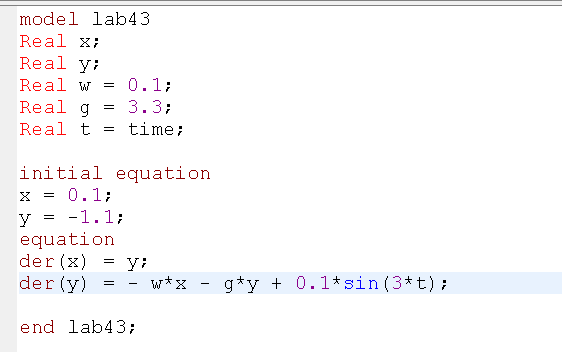 model lab43
Real x;
Real y;
Real w = 0.1;
Real g = 3.3;
Real t = time;
initial equation
x = 0.1;
y = -1.1;
equation
der(x) = y;
der(y) = - w*x - g*y + 0.1*sin(3*t);
end lab43;